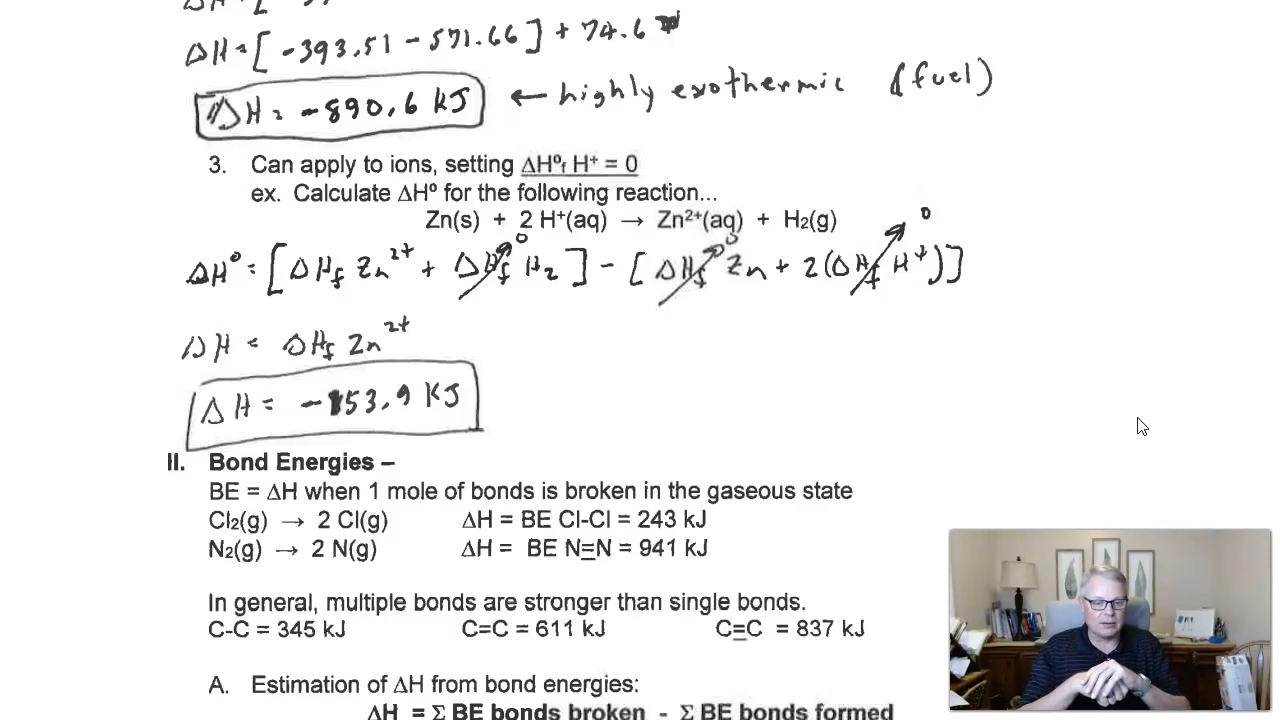 ΔH = [ -393.51 - 571.66 ] + 74.6
ΔH = -890.6 kJ ← highly exothermic (fuel)
3. Can apply to ions, setting ΔHºf H⁺ = 0
ex. Calculate ΔHº for the following reaction...
Zn(s) + 2 H⁺(aq) → Zn²⁺(aq) + H₂(g)
ΔH° = [ ΔHf Zn²⁺ + ΔHf⁰ H₂ ] - [ ΔHf⁰ Zn + 2(ΔHf⁰ H⁺)]
ΔH = ΔHf Zn²⁺
ΔH = -153.9 KJ
II. Bond Energies –
BE = ΔH when 1 mole of bonds is broken in the gaseous state
Cl₂(g) → 2 Cl(g) ΔH = BE Cl-Cl = 243 kJ
N₂(g) → 2 N(g) ΔH = BE N≡N = 941 kJ
In general, multiple bonds are stronger than single bonds.
C-C = 345 kJ C=C = 611 kJ C≡C = 837 kJ
A. Estimation of ΔH from bond energies:
ΔH = Σ BE bonds broken - Σ BE bonds formed